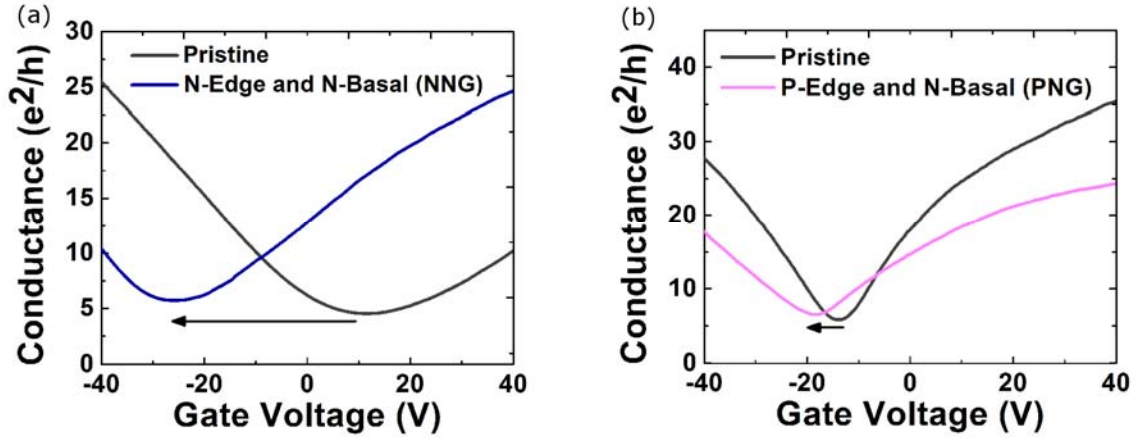 (a)
Conductance (e²/h)
30
25
20
15
10
5
0
Pristine
N-Edge and N-Basal (NNG)
-40 -20 0 20 40
Gate Voltage (V)
(b)
Conductance (e²/h)
40
30
20
10
0
Pristine
P-Edge and N-Basal (PNG)
-40 -20 0 20 40
Gate Voltage (V)